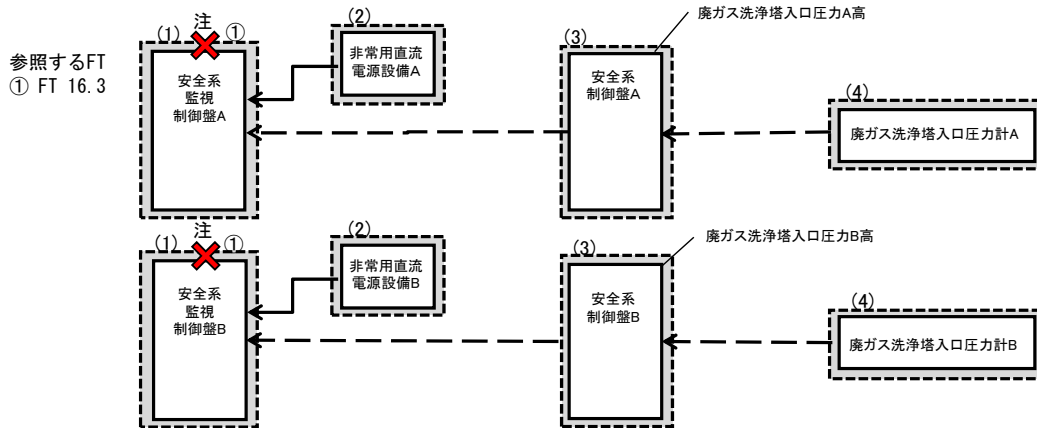 参照するFT
① FT 16.3
(1)
注
①
安全系
監視
制御盤A
(2)
非常用直流
電源設備A
(3)
廃ガス洗浄塔入口圧力A高
安全系
制御盤A
(4)
廃ガス洗浄塔入口圧力計A
(1)
注
①
安全系
監視
制御盤B
(2)
非常用直流
電源設備B
(3)
廃ガス洗浄塔入口圧力B高
安全系
制御盤B
(4)
廃ガス洗浄塔入口圧力計B